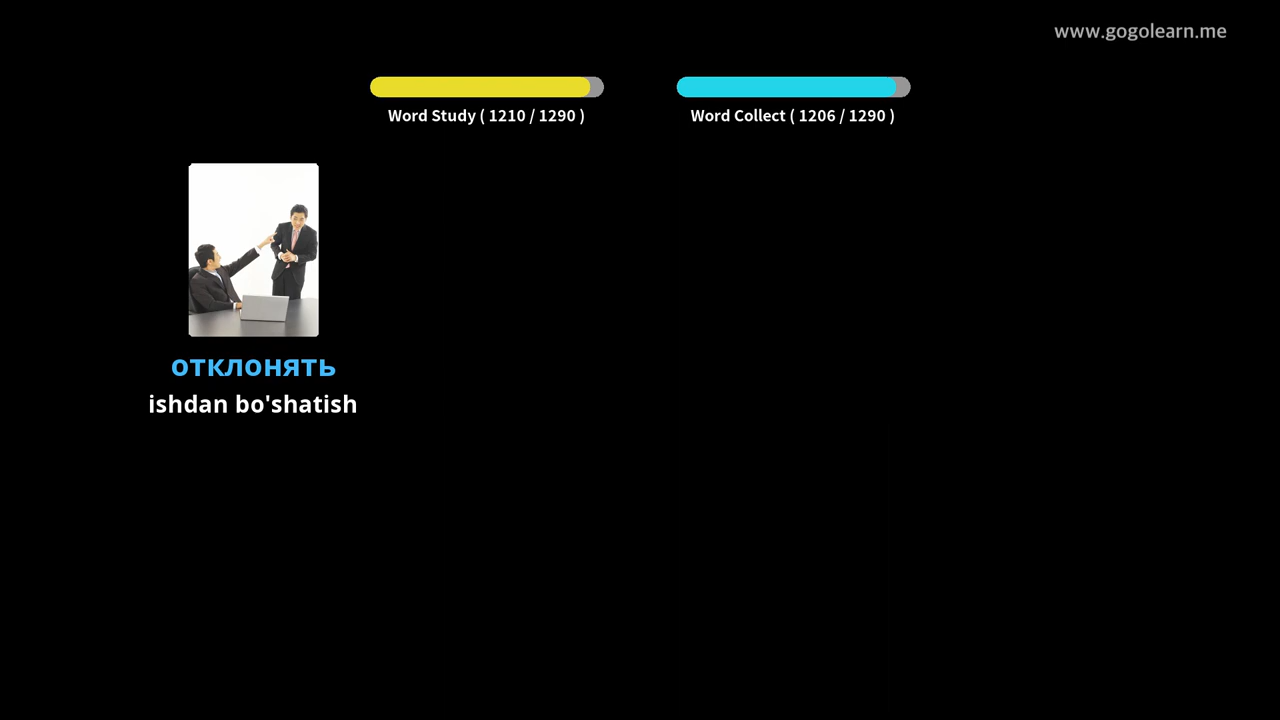 www.gogolearn.me
Word Study ( 1210 / 1290 )
Word Collect ( 1206 / 1290 )
отклонять
ishdan bo'shatish